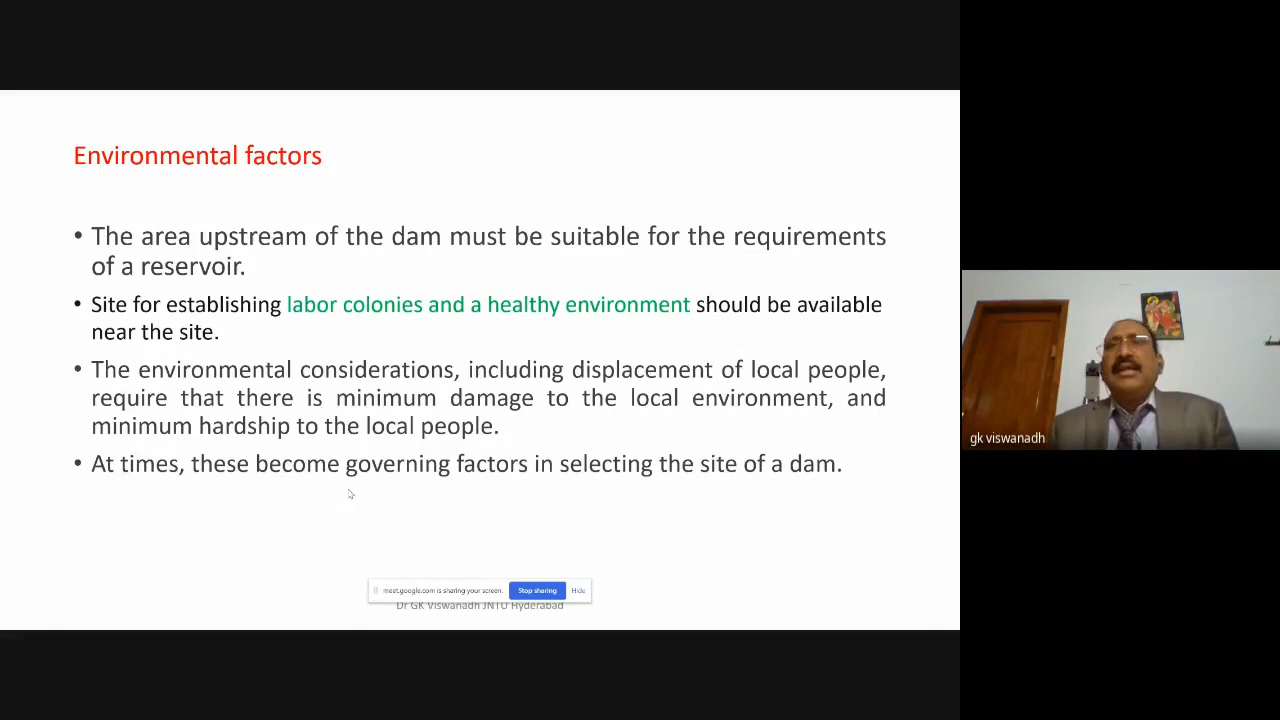 Environmental factors
• The area upstream of the dam must be suitable for the requirements
of a reservoir.
• Site for establishing labor colonies and a healthy environment should be available
near the site.
• The environmental considerations, including displacement of local people,
require that there is minimum damage to the local environment, and
minimum hardship to the local people.
• At times, these become governing factors in selecting the site of a dam.
gk viswanadh
meet.google.com is sharing your screen. Stop sharing Hide
Dr GK Viswanadh JNTU Hyderabad